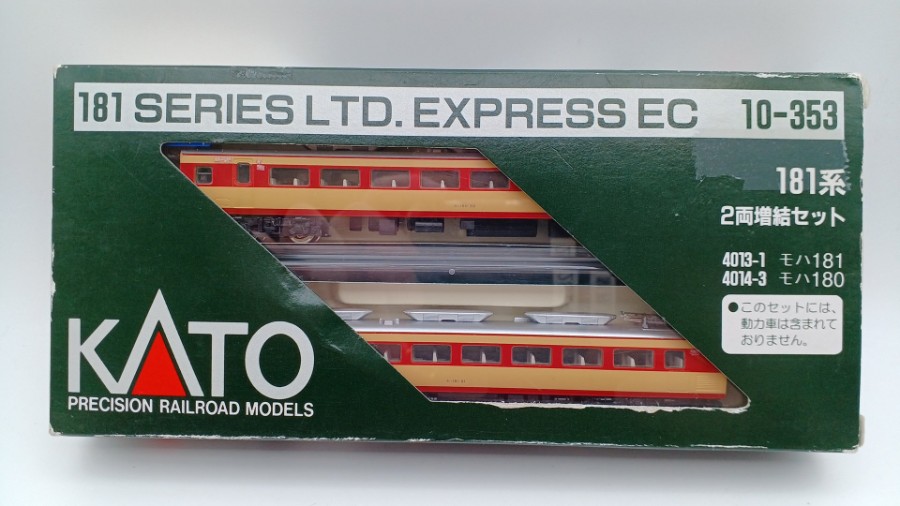 181 SERIES LTD. EXPRESS EC 10-353
181系
2両増結セット
4013-1 モハ181
4014-3 モハ180
●このセットには、
動力車は含まれて
おりません。
KATO
PRECISION RAILROAD MODELS